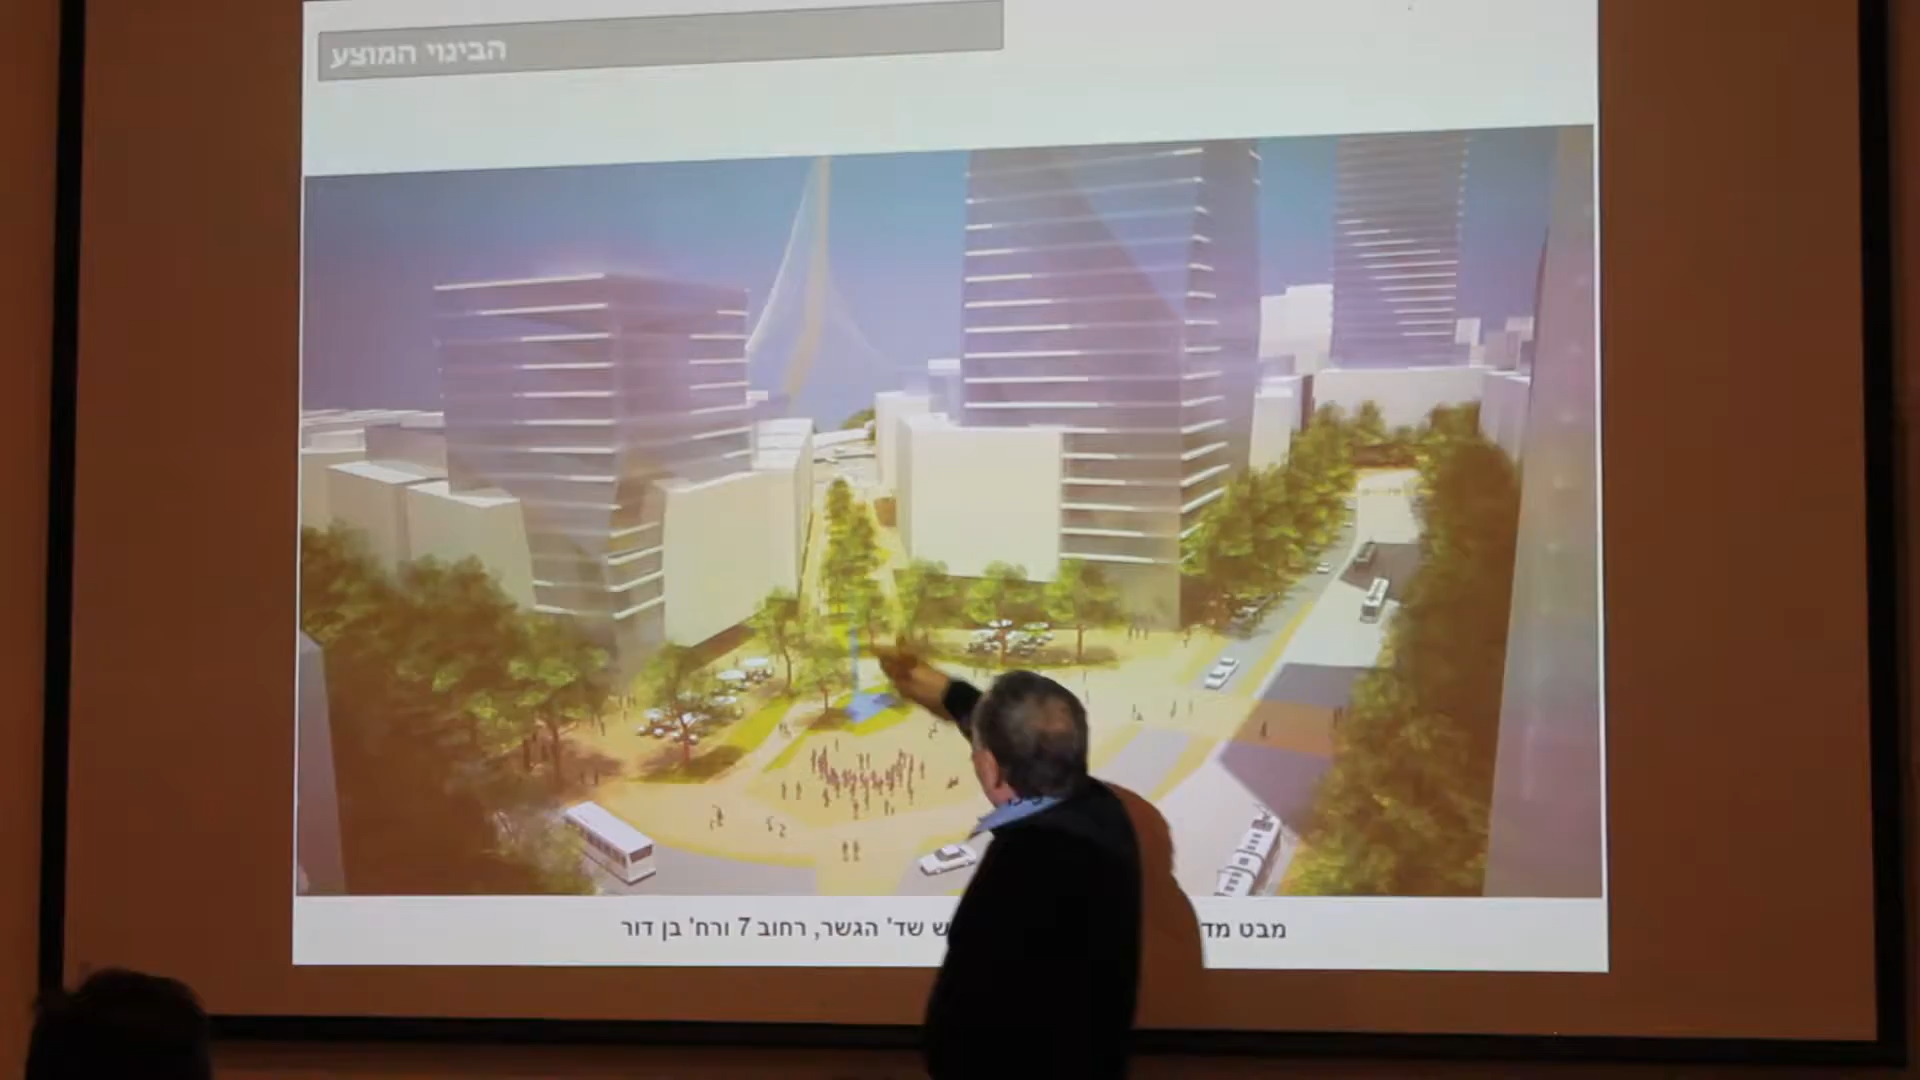 הבינוי המוצע
מבט מד ש שד' הגשר, רחוב 7 ורח' בן דור